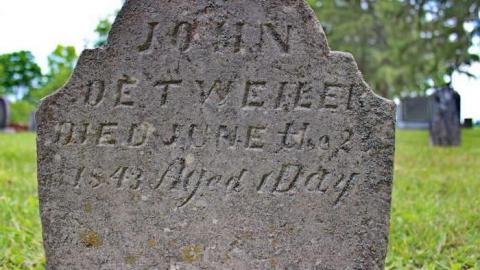 JOHN
DETWEILER
DIED JUNE the 2
1843 Aged 1 Day